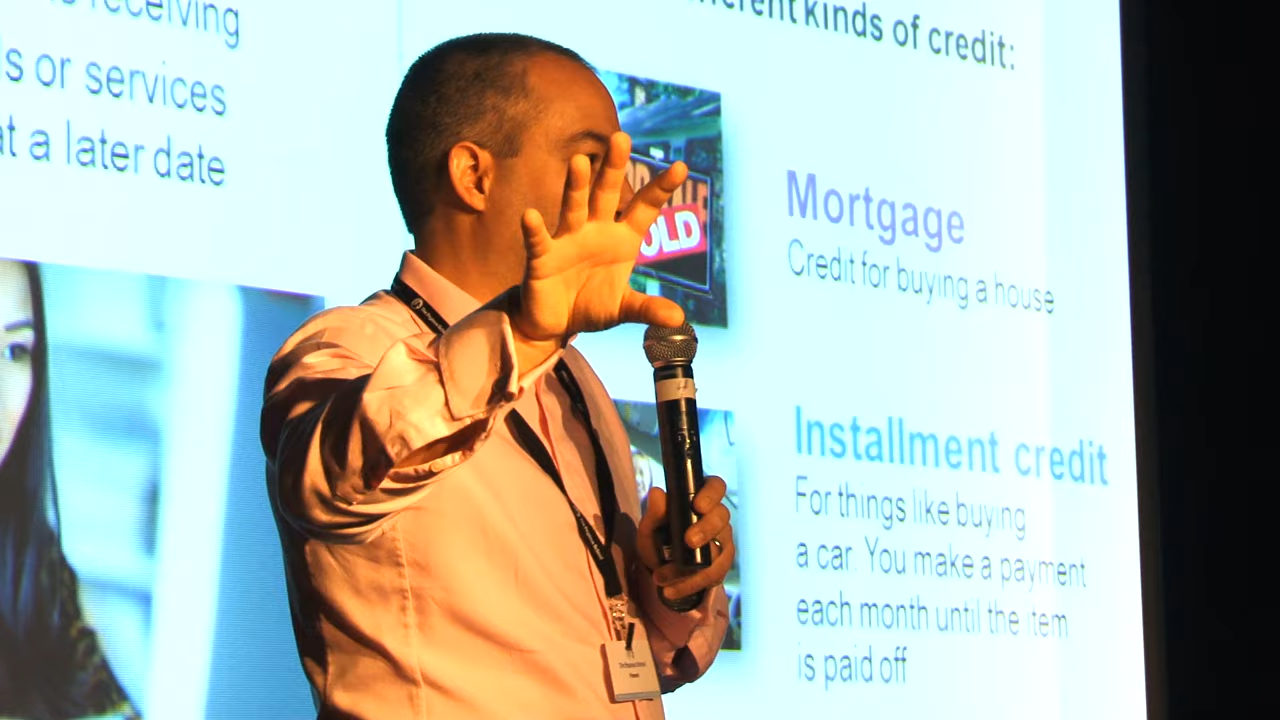 receiving
s or services
at a later date
kinds of credit:
OLD
Mortgage
Credit for buying a house
Installment credit
For things like buying
a car. You make a payment
each month until the item
is paid off